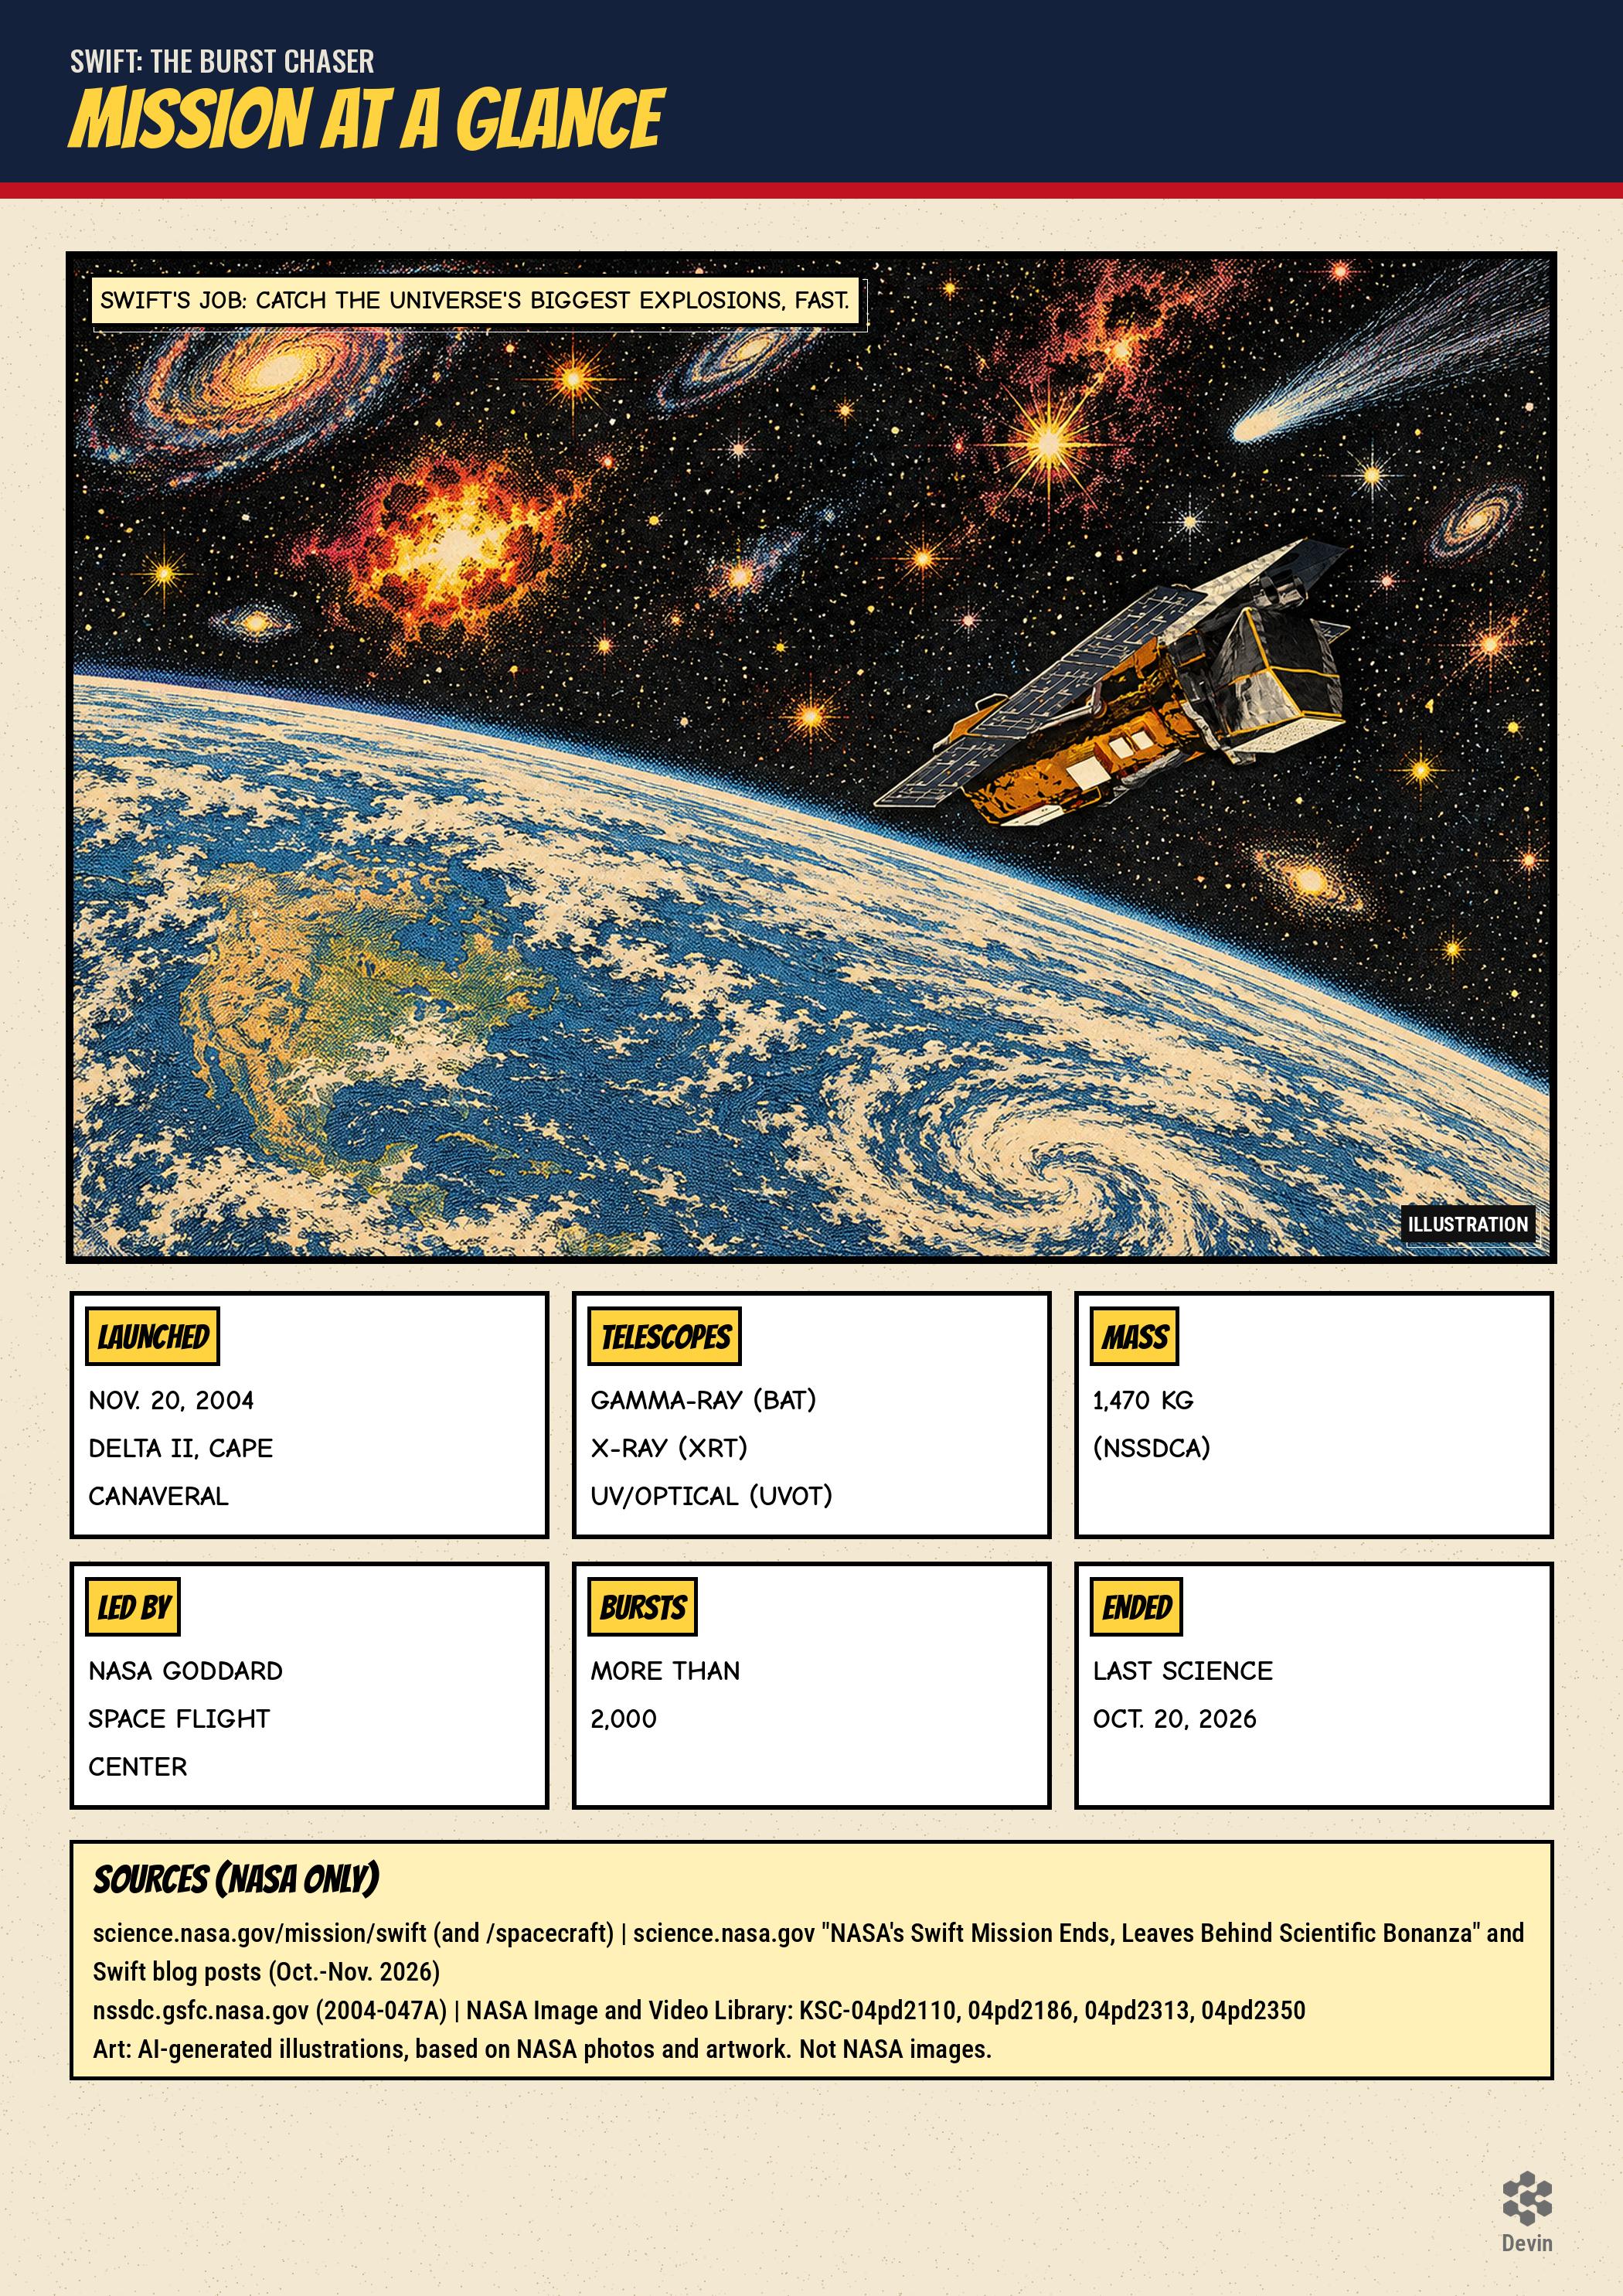 SWIFT: THE BURST CHASER
MISSION AT A GLANCE
SWIFT'S JOB: CATCH THE UNIVERSE'S BIGGEST EXPLOSIONS, FAST.
ILLUSTRATION
LAUNCHED
NOV. 20, 2004
DELTA II, CAPE
CANAVERAL
TELESCOPES
GAMMA-RAY (BAT)
X-RAY (XRT)
UV/OPTICAL (UVOT)
MASS
1,470 KG
(NSSDCA)
LED BY
NASA GODDARD
SPACE FLIGHT
CENTER
BURSTS
MORE THAN
2,000
ENDED
LAST SCIENCE
OCT. 20, 2026
SOURCES (NASA ONLY)
science.nasa.gov/mission/swift (and /spacecraft) | science.nasa.gov "NASA's Swift Mission Ends, Leaves Behind Scientific Bonanza" and
Swift blog posts (Oct.-Nov. 2026)
nssdc.gsfc.nasa.gov (2004-047A) | NASA Image and Video Library: KSC-04pd2110, 04pd2186, 04pd2313, 04pd2350
Art: AI-generated illustrations, based on NASA photos and artwork. Not NASA images.
Devin